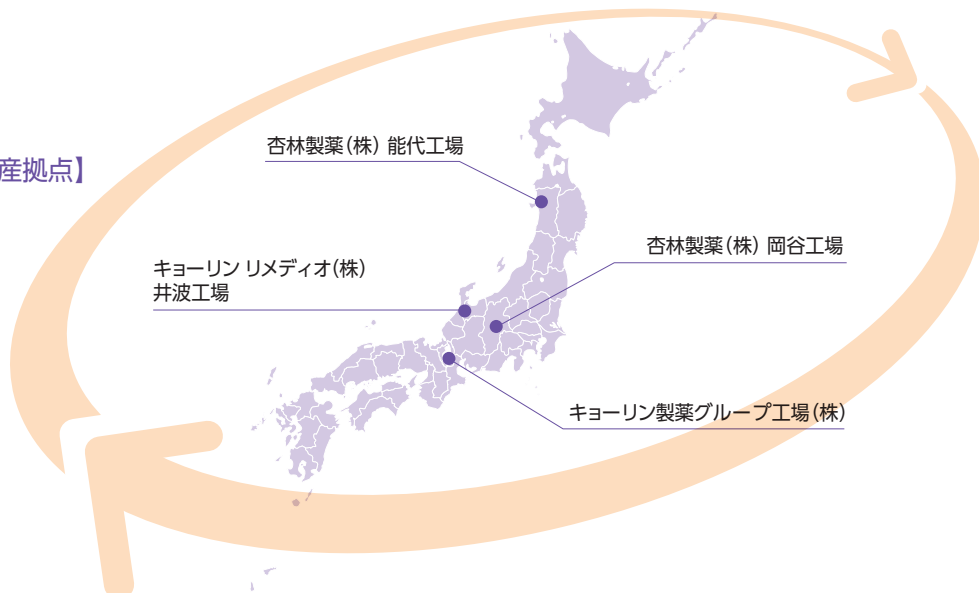 産拠点】
杏林製薬(株) 能代工場
杏林製薬(株) 岡谷工場
キョーリン リメディオ(株)
井波工場
キョーリン製薬グループ工場(株)